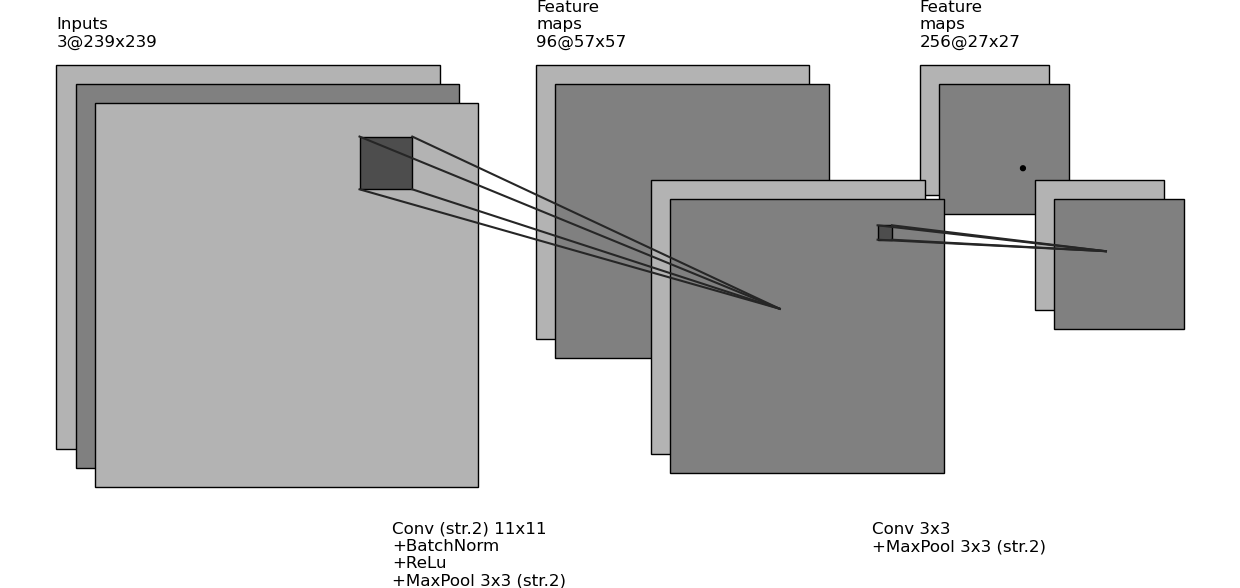 Inputs
3@239x239
Feature
maps
96@57x57
Feature
maps
256@27x27
Conv (str.2) 11x11
+BatchNorm
+ReLu
+MaxPool 3x3 (str.2)
Conv 3x3
+MaxPool 3x3 (str.2)